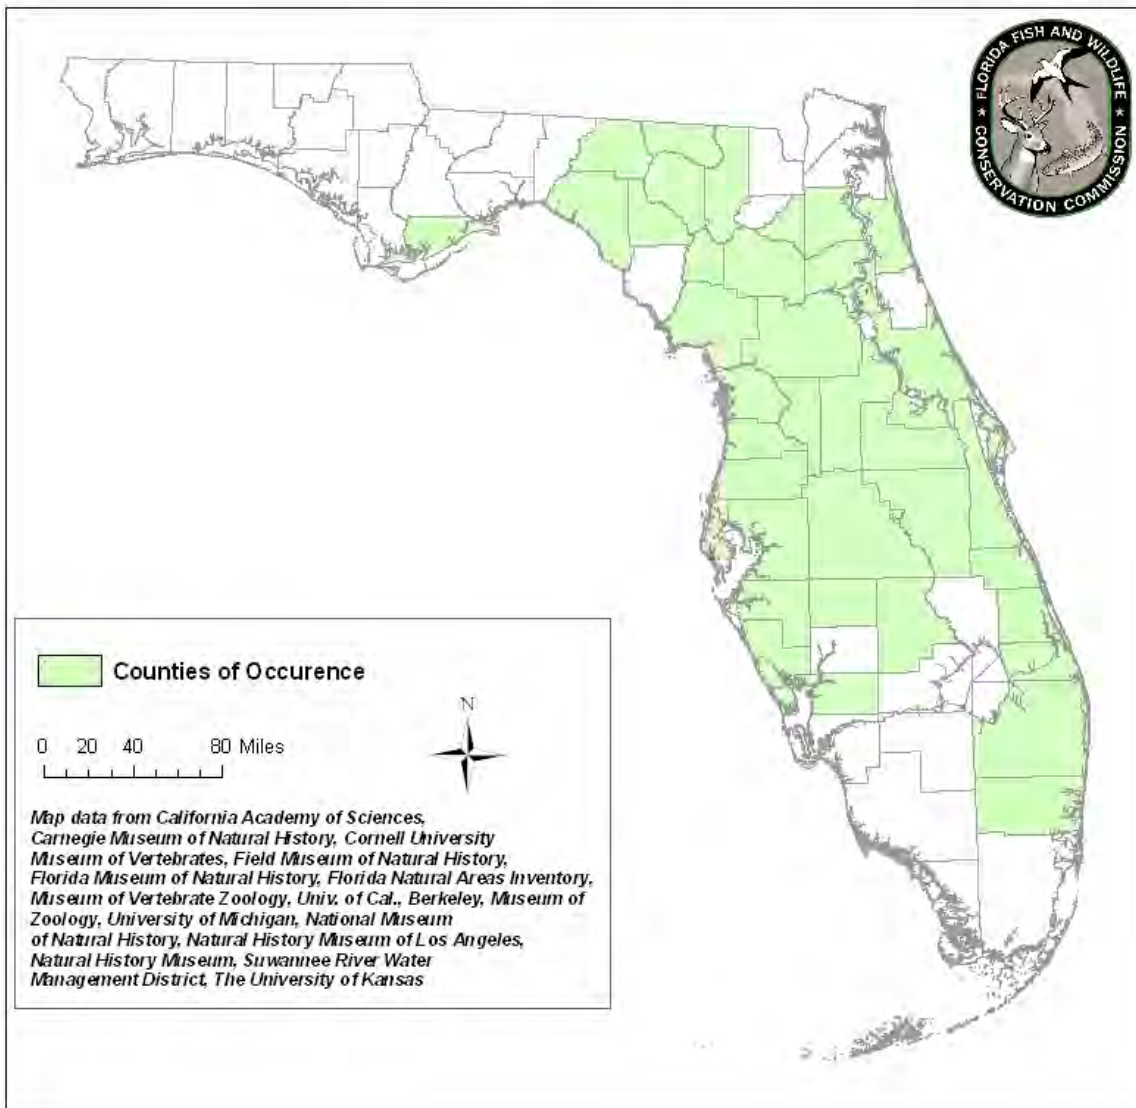 ★ FLORIDA FISH AND WILDLIFE ★
CONSERVATION COMMISSION
Counties of Occurence
N
0 20 40 80 Miles
Map data from California Academy of Sciences,
Carnegie Museum of Natural History, Cornell University
Museum of Vertebrates, Field Museum of Natural History,
Florida Museum of Natural History, Florida Natural Areas Inventory,
Museum of Vertebrate Zoology, Univ. of Cal., Berkeley, Museum of
Zoology, University of Michigan, National Museum
of Natural History, Natural History Museum of Los Angeles,
Natural History Museum, Suwannee River Water
Management District, The University of Kansas